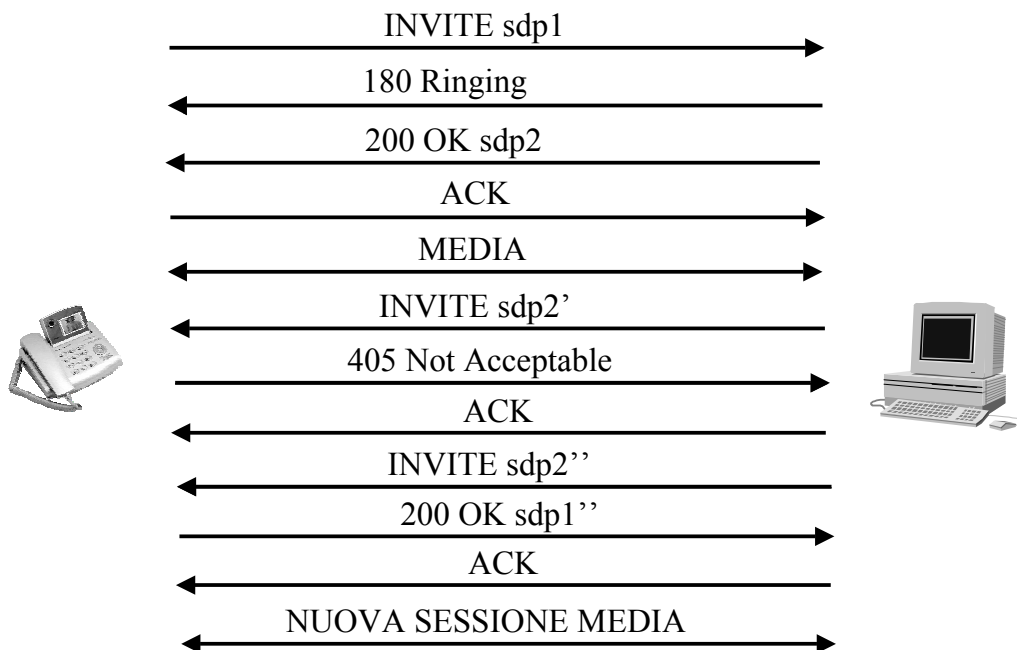 INVITE sdp1
180 Ringing
200 OK sdp2
ACK
MEDIA
INVITE sdp2’
405 Not Acceptable
ACK
INVITE sdp2’’
200 OK sdp1’’
ACK
NUOVA SESSIONE MEDIA